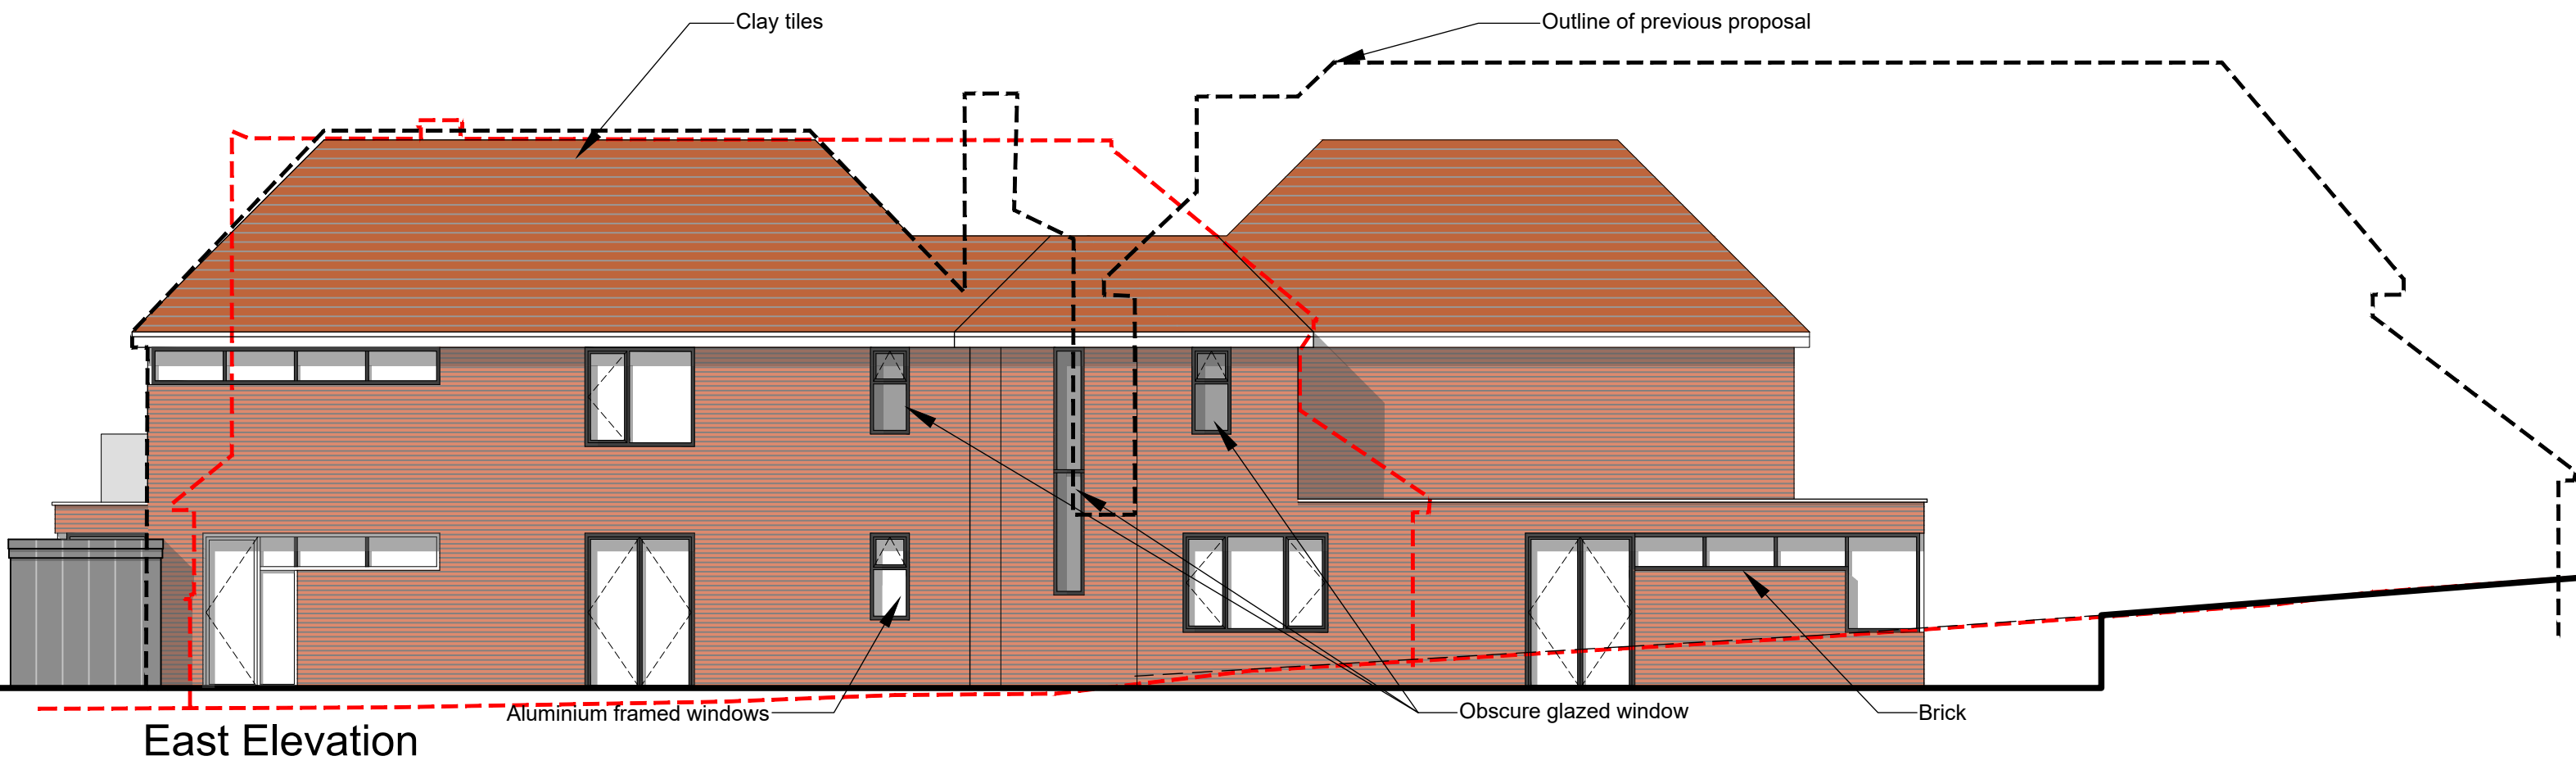 Clay tiles
Outline of previous proposal
Aluminium framed windows
Obscure glazed window
Brick
East Elevation